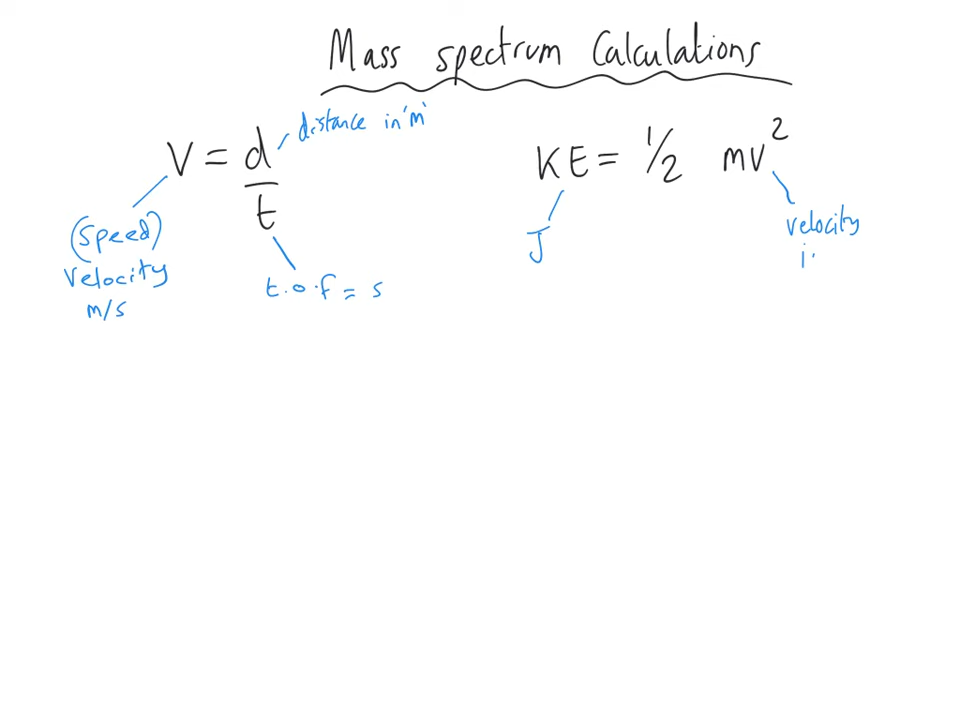 Mass spectrum Calculations
V = d/t
distance in 'm'
(Speed)
Velocity
m/s
t.o.f = s
KE = 1/2 mv²
J
velocity
i